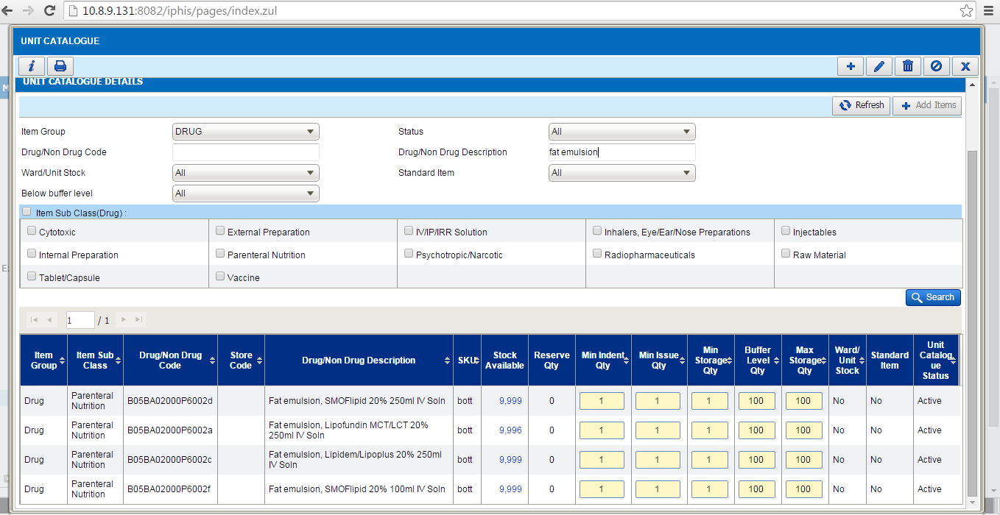 10.8.9.131:8082/iphis/pages/index.zul
UNIT CATALOGUE
UNIT CATALOGUE DETAILS
Refresh Add Items
Item Group DRUG Status All
Drug/Non Drug Code Drug/Non Drug Description fat emulsion
Ward/Unit Stock All Standard Item All
Below buffer level All
Item Sub Class(Drug) :
Cytotoxic External Preparation IV/IP/IRR Solution Inhalers, Eye/Ear/Nose Preparations Injectables
Internal Preparation Parenteral Nutrition Psychotropic/Narcotic Radiopharmaceuticals Raw Material
Tablet/Capsule Vaccine
Search
1 / 1
Item Group
Item Sub Class
Drug/Non Drug Code
Store Code
Drug/Non Drug Description
SKU
Stock Available
Reserve Qty
Min Indent Qty
Min Issue Qty
Min Storage Qty
Buffer Level Qty
Max Storage Qty
Ward/ Unit Stock
Standard Item
Unit Catalog ue Status
Drug Parenteral Nutrition B05BA02000P6002d Fat emulsion, SMOFlipid 20% 250ml IV Soln bott 9,999 0 1 1 1 100 100 No No Active
Drug Parenteral Nutrition B05BA02000P6002a Fat emulsion, Lipofundin MCT/LCT 20% 250ml IV Soln bott 9,996 0 1 1 1 100 100 No No Active
Drug Parenteral Nutrition B05BA02000P6002c Fat emulsion, Lipidem/Lipoplus 20% 250ml IV Soln bott 9,999 0 1 1 1 100 100 No No Active
Drug Parenteral Nutrition B05BA02000P6002f Fat emulsion, SMOFlipid 20% 100ml IV Soln bott 9,999 0 1 1 1 100 100 No No Active